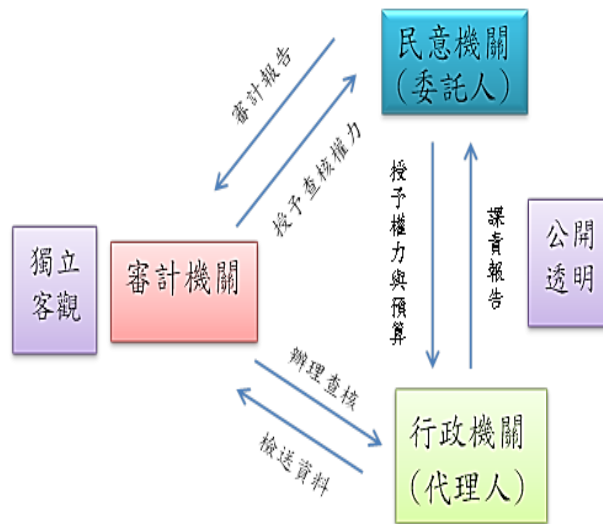 民意機關
(委託人)
審計報告
授予查核權力
授予權力與預算
課責報告
公開
透明
獨立
客觀
審計機關
辦理查核
檢送資料
行政機關
(代理人)